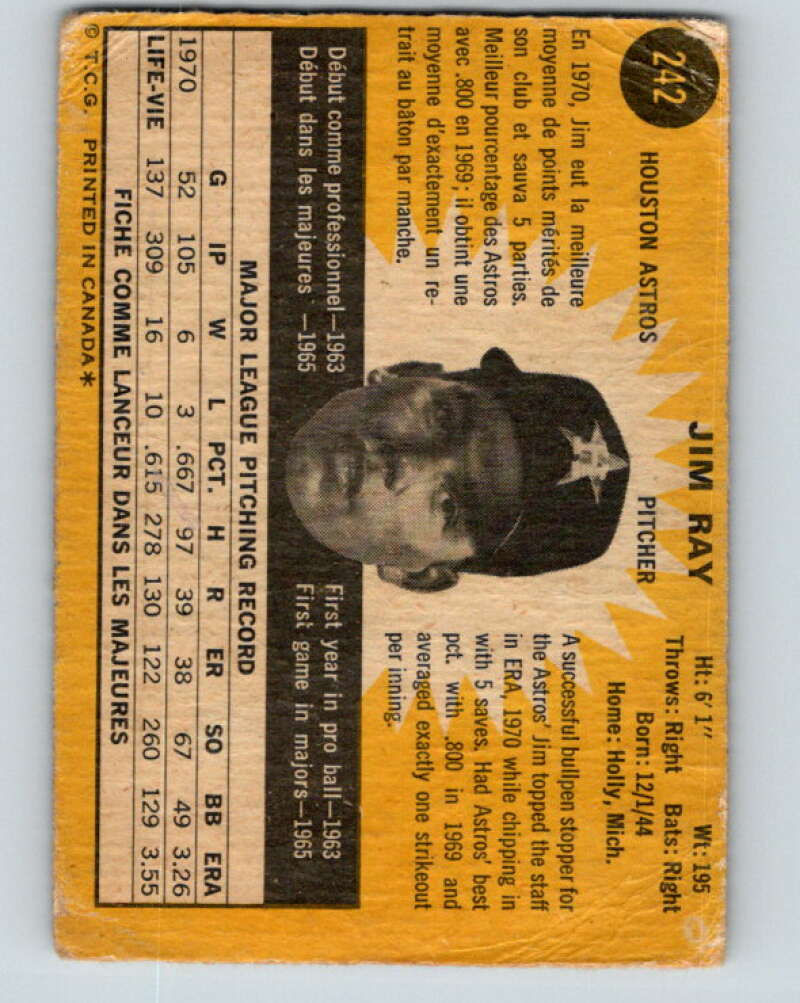 242
JIM RAY
HOUSTON ASTROS
PITCHER
Ht: 6' 1" Wt: 195
Throws: Right Bats: Right
Born: 12/1/44
Home: Holly, Mich.
En 1970, Jim eut la meilleure
moyenne de points mérités de
son club et sauva 5 parties.
Meilleur pourcentage des Astros
avec .800 en 1969; il obtint une
moyenne d'exactement un re-
trait au bâton par manche.
A successful bullpen stopper for
the Astros' Jim topped the staff
in ERA, 1970 while chipping in
with 5 saves. Had Astros' best
pct. with .800 in 1969 and
averaged exactly one strikeout
per inning.
Début comme professionnel—1963
Début dans les majeures —1965
First year in pro ball—1963
First game in majors—1965
MAJOR LEAGUE PITCHING RECORD
G IP W L PCT. H R ER SO BB ERA
1970 52 105 6 3 .667 97 39 38 67 49 3.26
LIFE-VIE 137 309 16 10 .615 278 130 122 260 129 3.55
FICHE COMME LANCEUR DANS LES MAJEURES
© T.C.G. PRINTED IN CANADA *